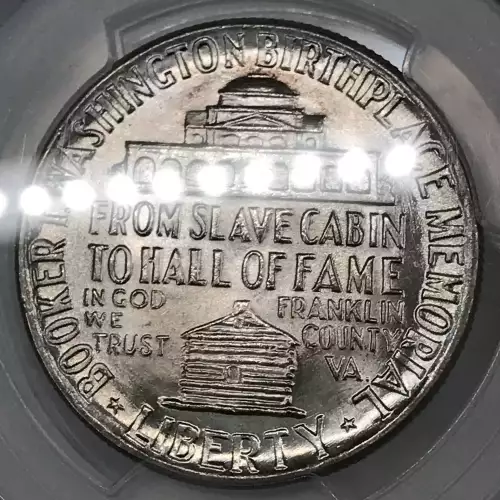 BOOKER T. WASHINGTON BIRTHPLACE MEMORIAL
FROM SLAVE CABIN
TO HALL OF FAME
IN GOD
WE
TRUST
FRANKLIN
COUNTY,
VA.
LIBERTY